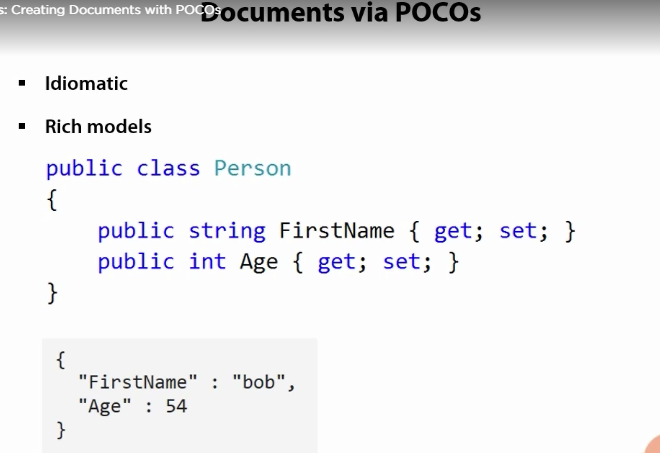 s: Creating Documents with POCOs
Documents via POCOs
▪ Idiomatic
▪ Rich models
public class Person
{
    public string FirstName { get; set; }
    public int Age { get; set; }
}
{
  "FirstName" : "bob",
  "Age" : 54
}